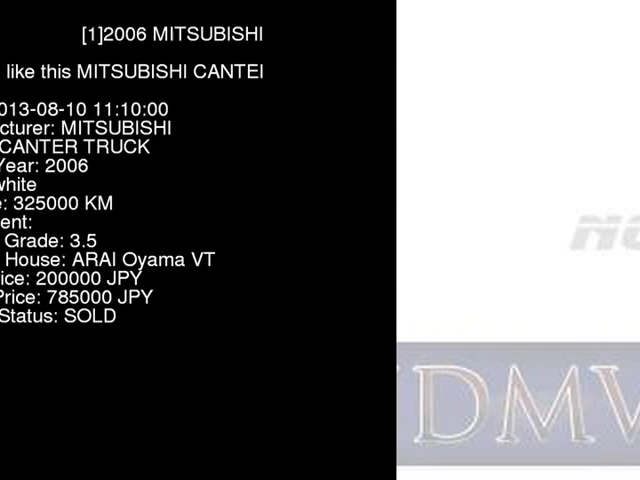 [1]2006 MITSUBISHI
like this MITSUBISHI CANTEI
013-08-10 11:10:00
cturer: MITSUBISHI
CANTER TRUCK
Year: 2006
white
e: 325000 KM
ent:
Grade: 3.5
House: ARAI Oyama VT
ice: 200000 JPY
Price: 785000 JPY
Status: SOLD
NO
DMV